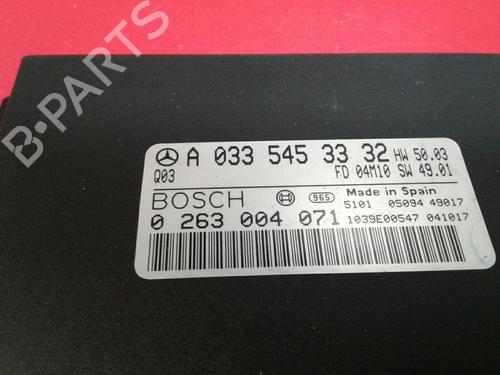 B-PARTS
A 033 545 33 32 HW 50.03
Q03 FD 04M10 SW 49.01
BOSCH 965 Made in Spain
5101 05094 49017
0 263 004 071 1039E00547 041017